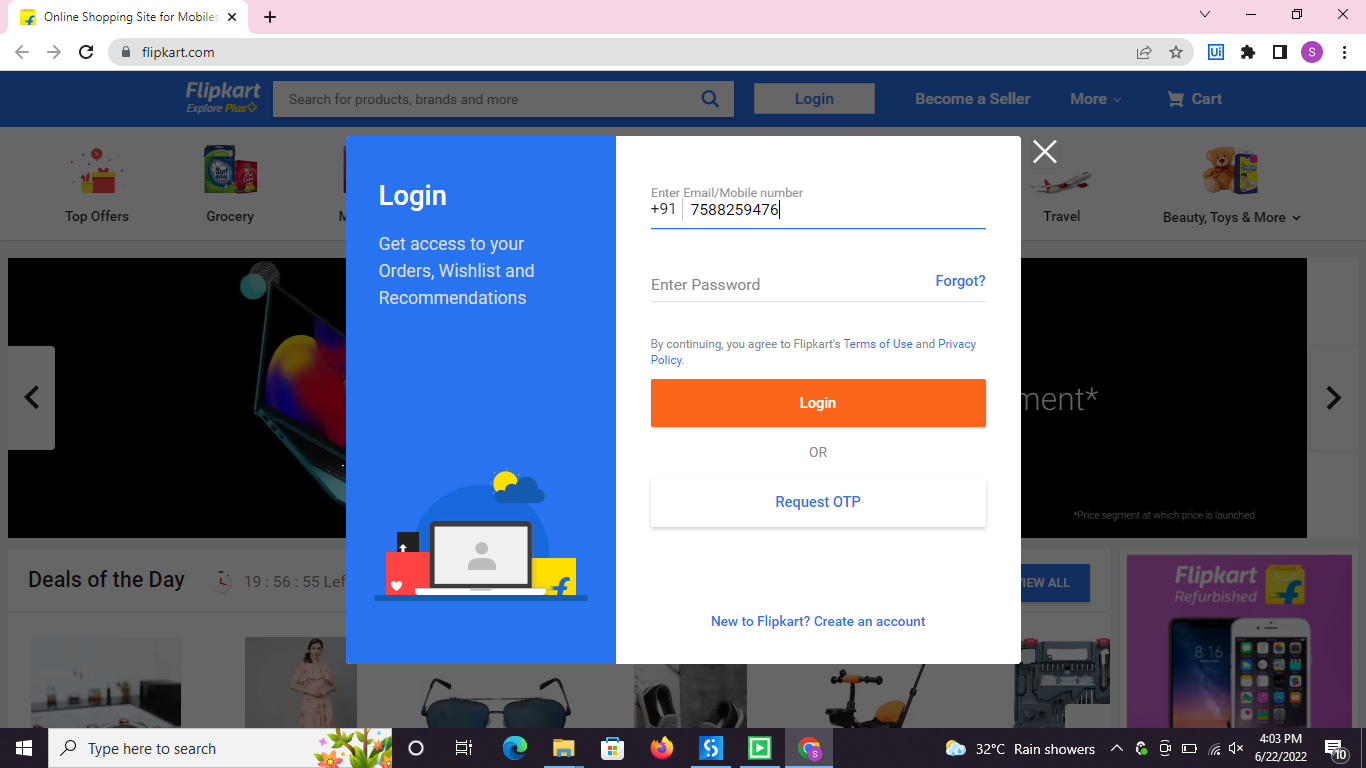 Online Shopping Site for Mobiles
flipkart.com
S
Flipkart
Explore Plus
Search for products, brands and more
Login
Become a Seller
More
Cart
Top Offers
Grocery
M
Travel
Beauty, Toys & More
Login
Get access to your
Orders, Wishlist and
Recommendations
Enter Email/Mobile number
+91 7588259476
Enter Password
Forgot?
By continuing, you agree to Flipkart's Terms of Use and Privacy
Policy.
Login
OR
Request OTP
New to Flipkart? Create an account
ment*
*Price segment at which price is launched
Deals of the Day
19 : 56 : 55 Lef
VIEW ALL
Flipkart
Refurbished
8:16
Type here to search
32°C Rain showers
4:03 PM
6/22/2022
10